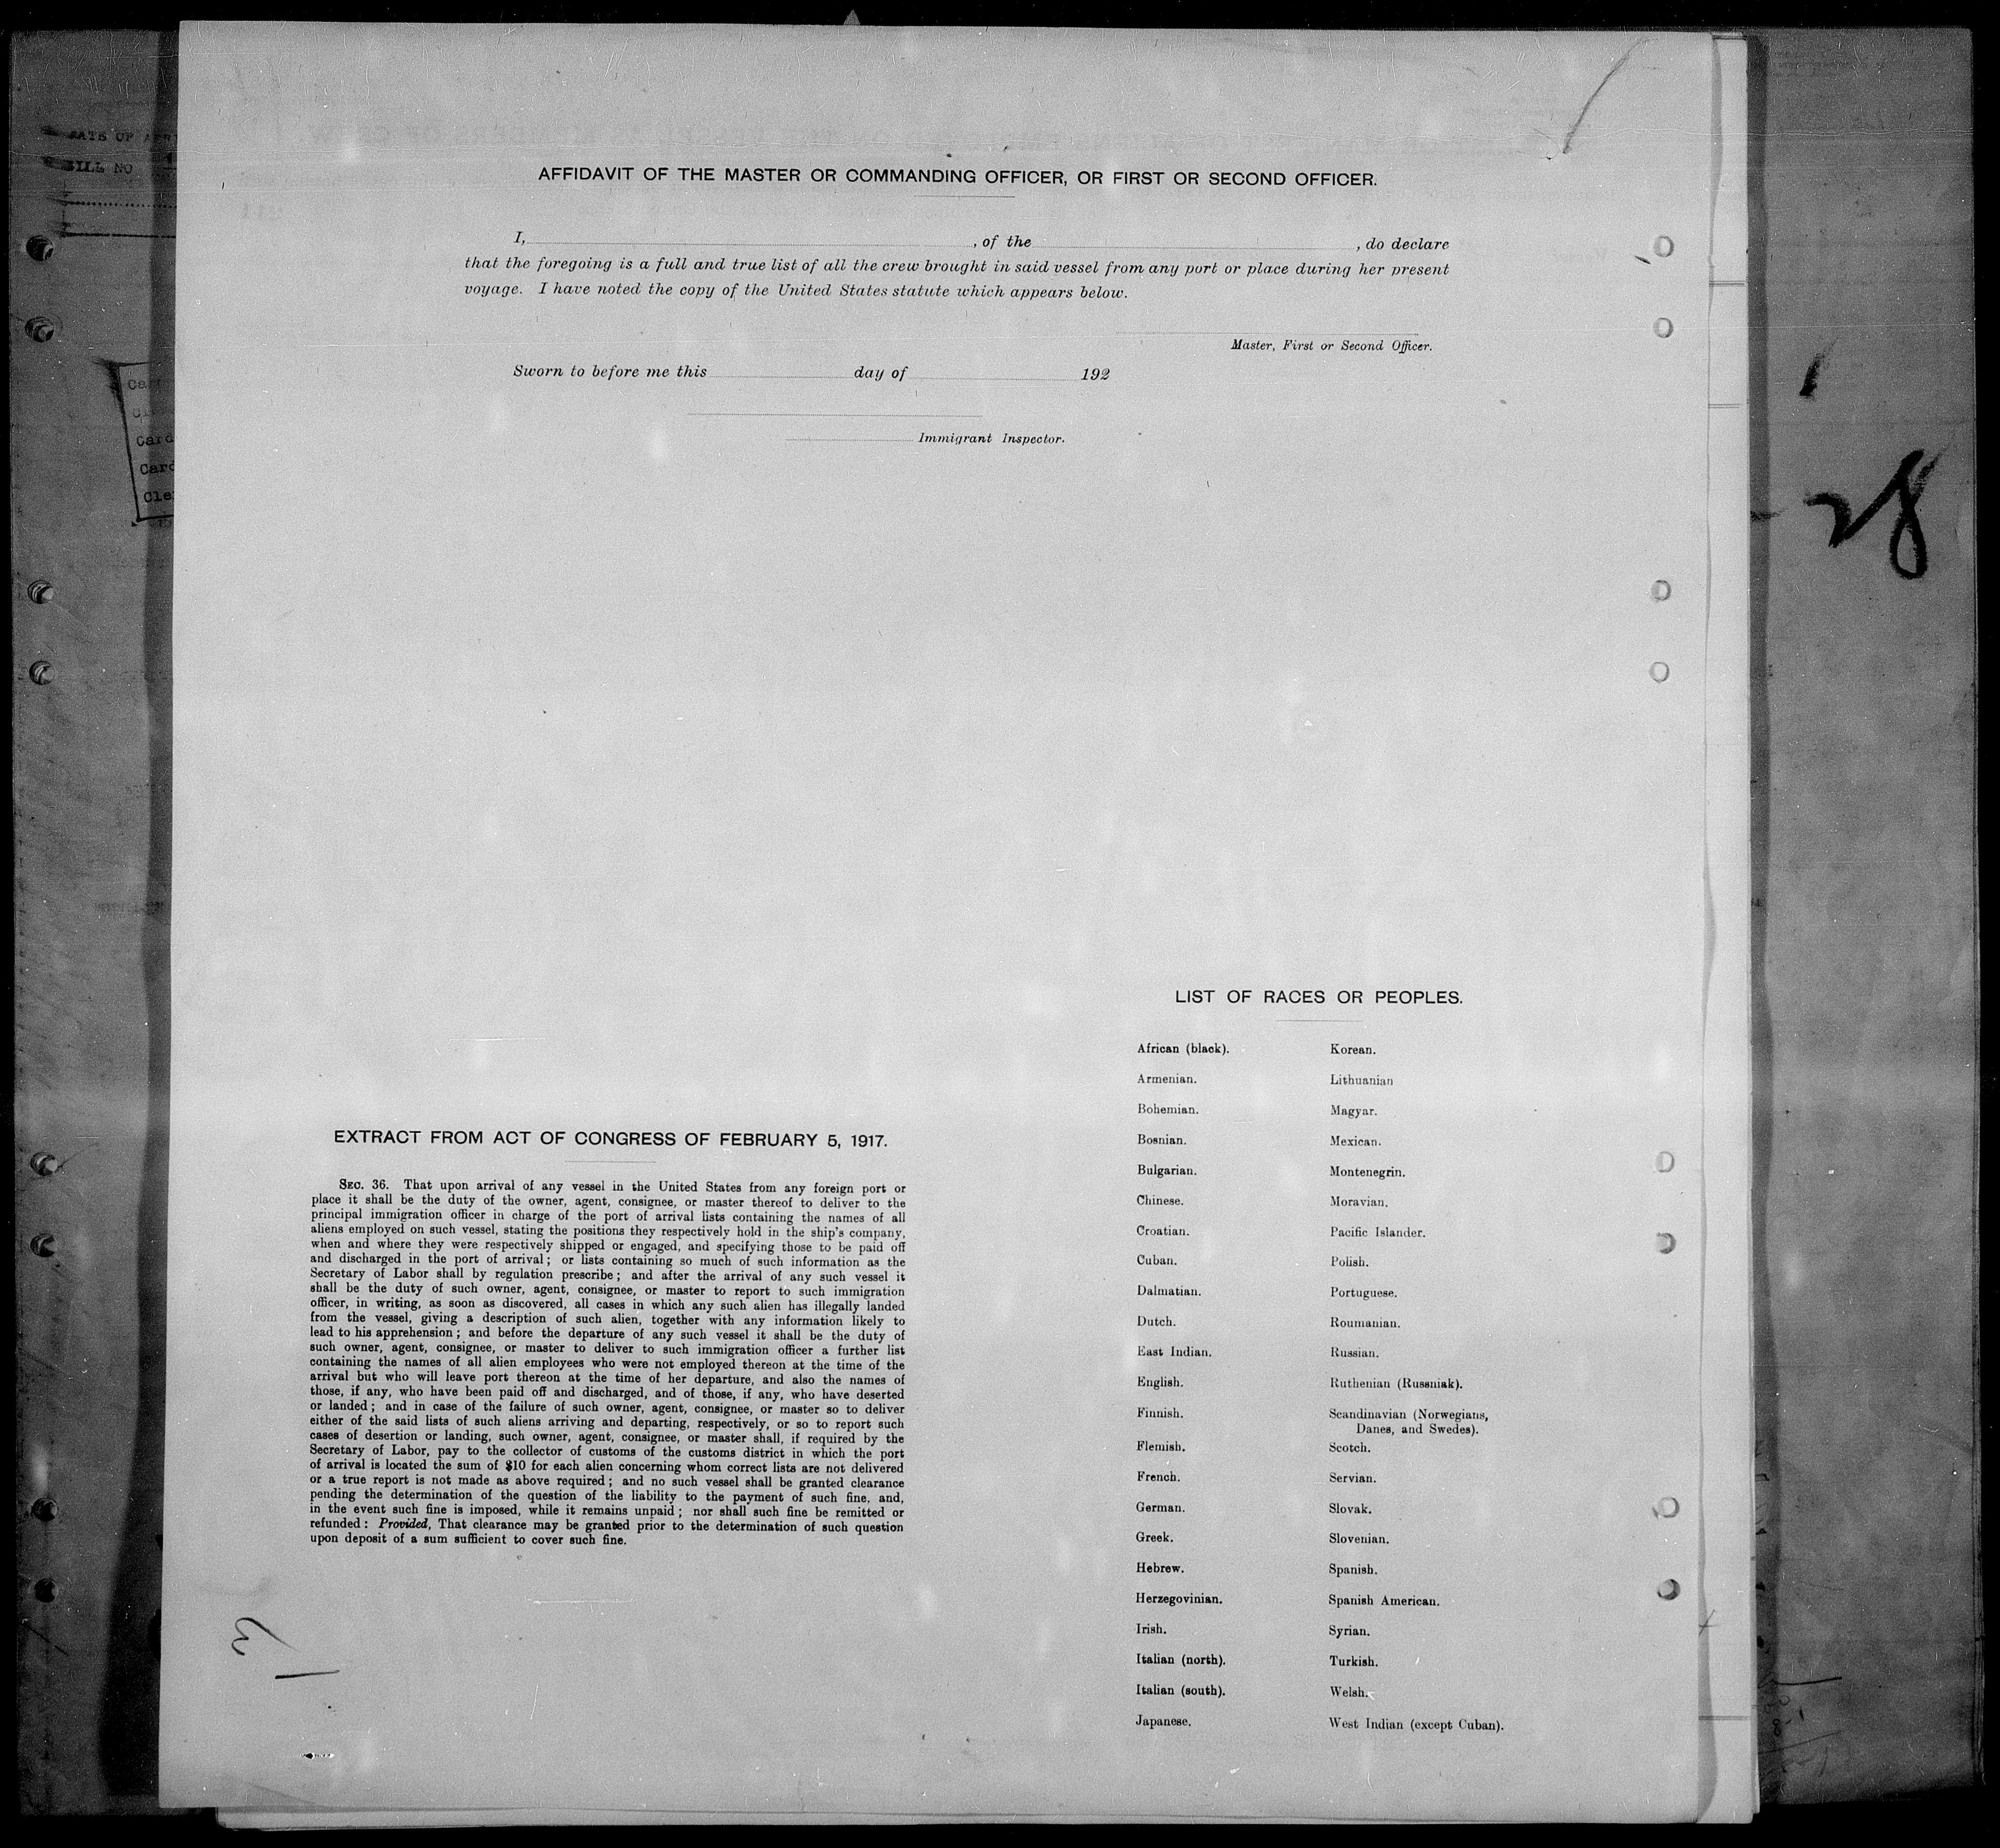 DATE OF
BILL NO
AFFIDAVIT OF THE MASTER OR COMMANDING OFFICER, OR FIRST OR SECOND OFFICER.
I, , of the , do declare
that the foregoing is a full and true list of all the crew brought in said vessel from any port or place during her present
voyage. I have noted the copy of the United States statute which appears below.
Master, First or Second Officer.
Sworn to before me this day of 192
Immigrant Inspector.
Card
Card
28
EXTRACT FROM ACT OF CONGRESS OF FEBRUARY 5, 1917.
SEC. 36. That upon arrival of any vessel in the United States from any foreign port or
place it shall be the duty of the owner, agent, consignee, or master thereof to deliver to the
principal immigration officer in charge of the port of arrival lists containing the names of all
aliens employed on such vessel, stating the positions they respectively hold in the ship's company,
when and where they were respectively shipped or engaged, and specifying those to be paid off
and discharged in the port of arrival; or lists containing so much of such information as the
Secretary of Labor shall by regulation prescribe; and after the arrival of any such vessel it
shall be the duty of such owner, agent, consignee, or master to report to such immigration
officer, in writing, as soon as discovered, all cases in which any such alien has illegally landed
from the vessel, giving a description of such alien, together with any information likely to
lead to his apprehension; and before the departure of any such vessel it shall be the duty of
such owner, agent, consignee, or master to deliver to such immigration officer a further list
containing the names of all alien employees who were not employed thereon at the time of the
arrival but who will leave port thereon at the time of her departure, and also the names of
those, if any, who have been paid off and discharged, and of those, if any, who have deserted
or landed; and in case of the failure of such owner, agent, consignee, or master so to deliver
either of the said lists of such aliens arriving and departing, respectively, or so to report such
cases of desertion or landing, such owner, agent, consignee, or master shall, if required by the
Secretary of Labor, pay to the collector of customs of the customs district in which the port
of arrival is located the sum of $10 for each alien concerning whom correct lists are not delivered
or a true report is not made as above required; and no such vessel shall be granted clearance
pending the determination of the question of the liability to the payment of such fine, and,
in the event such fine is imposed, while it remains unpaid; nor shall such fine be remitted or
refunded: Provided, That clearance may be granted prior to the determination of such question
upon deposit of a sum sufficient to cover such fine.
LIST OF RACES OR PEOPLES.
African (black).
Armenian.
Bohemian.
Bosnian.
Bulgarian.
Chinese.
Croatian.
Cuban.
Dalmatian.
Dutch.
East Indian.
English.
Finnish.
Flemish.
French.
German.
Greek.
Hebrew.
Herzegovinian.
Irish.
Italian (north).
Italian (south).
Japanese.
Korean.
Lithuanian
Magyar.
Mexican.
Montenegrin.
Moravian.
Pacific Islander.
Polish.
Portuguese.
Roumanian.
Russian.
Ruthenian (Russniak).
Scandinavian (Norwegians,
Danes, and Swedes).
Scotch.
Servian.
Slovak.
Slovenian.
Spanish.
Spanish American.
Syrian.
Turkish.
Welsh.
West Indian (except Cuban).